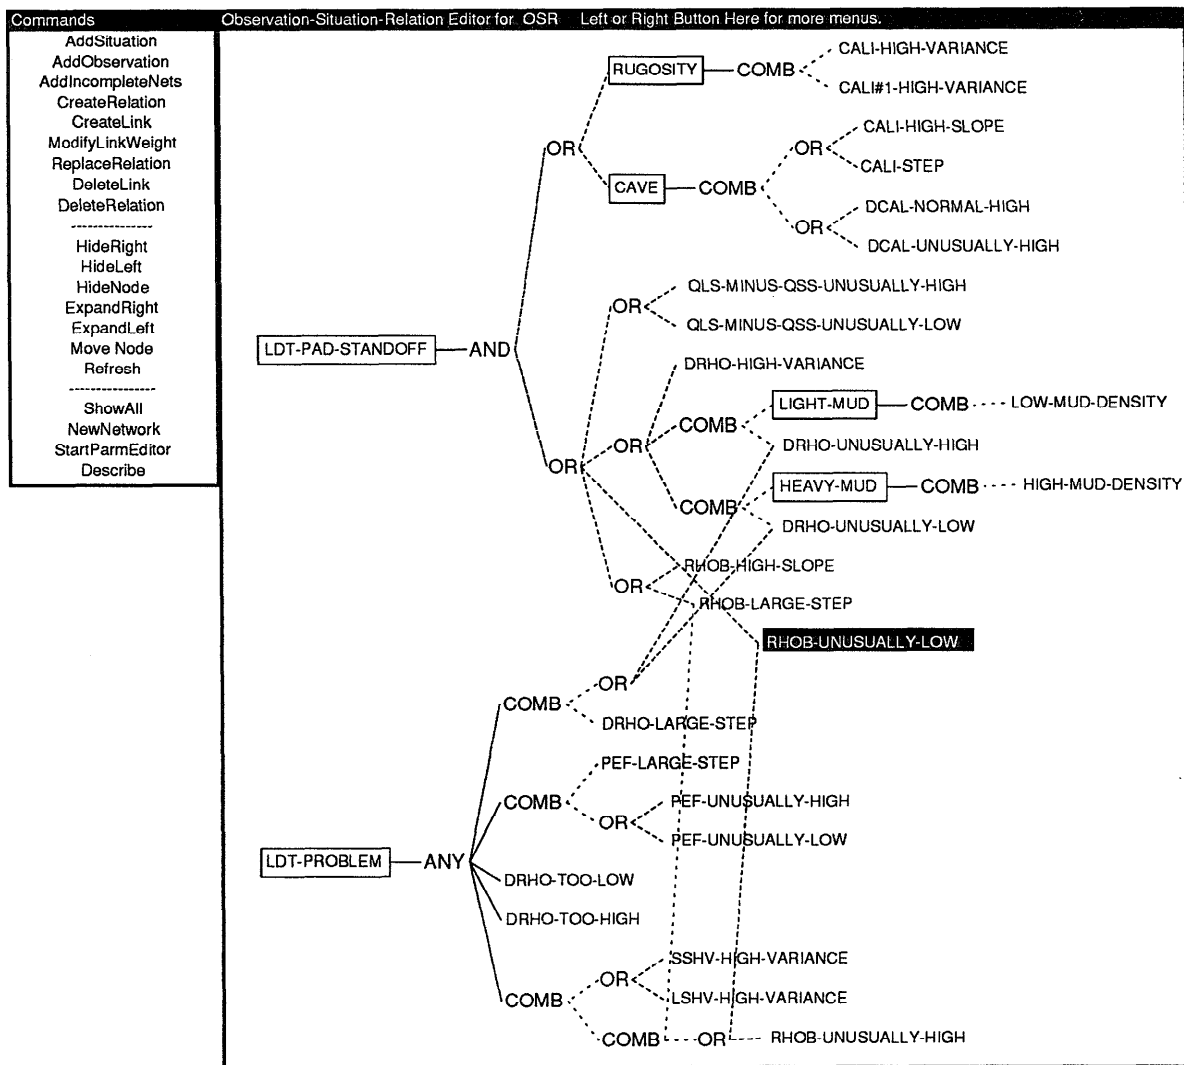 Commands
AddSituation
AddObservation
AddIncompleteNets
CreateRelation
CreateLink
ModifyLinkWeight
ReplaceRelation
DeleteLink
DeleteRelation
--------------
HideRight
HideLeft
HideNode
ExpandRight
ExpandLeft
Move Node
Refresh
--------------
ShowAll
NewNetwork
StartParmEditor
Describe
Observation-Situation-Relation Editor for OSR Left or Right Button Here for more menus.
CALI-HIGH-VARIANCE
RUGOSITY COMB
CALI#1-HIGH-VARIANCE
CALI-HIGH-SLOPE
OR OR
CALI-STEP
CAVE COMB
DCAL-NORMAL-HIGH
OR
DCAL-UNUSUALLY-HIGH
QLS-MINUS-QSS-UNUSUALLY-HIGH
OR
QLS-MINUS-QSS-UNUSUALLY-LOW
LDT-PAD-STANDOFF AND
DRHO-HIGH-VARIANCE
LIGHT-MUD COMB LOW-MUD-DENSITY
COMB
OR DRHO-UNUSUALLY-HIGH
OR
HEAVY-MUD COMB HIGH-MUD-DENSITY
COMB
DRHO-UNUSUALLY-LOW
RHOB-HIGH-SLOPE
OR
RHOB-LARGE-STEP
RHOB-UNUSUALLY-LOW
OR
COMB
DRHO-LARGE-STEP
PEF-LARGE-STEP
COMB PEF-UNUSUALLY-HIGH
OR
PEF-UNUSUALLY-LOW
LDT-PROBLEM ANY
DRHO-TOO-LOW
DRHO-TOO-HIGH
SSHV-HIGH-VARIANCE
OR
COMB LSHV-HIGH-VARIANCE
COMB OR RHOB-UNUSUALLY-HIGH